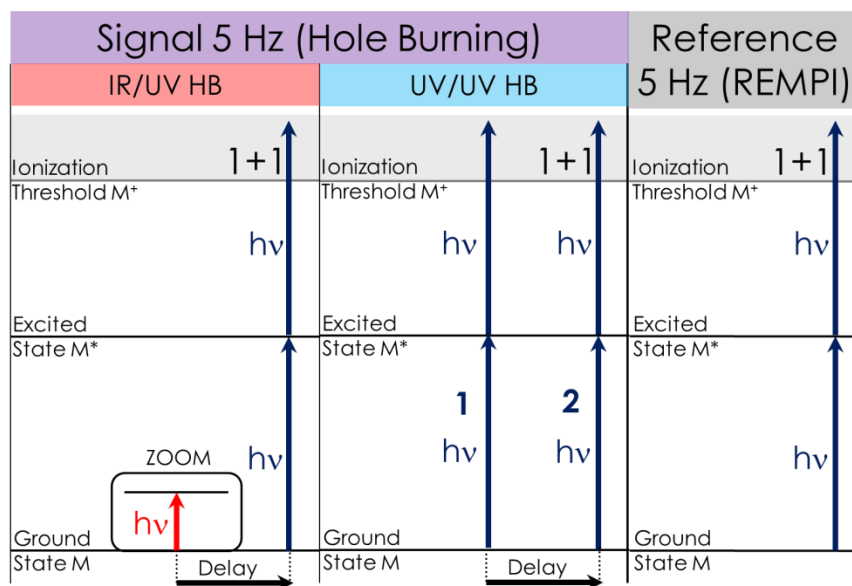 Signal 5 Hz (Hole Burning)
Reference
5 Hz (REMPI)
IR/UV HB
UV/UV HB
Ionization
1+1
Threshold M⁺
hν
Excited
State M*
hν
ZOOM
hν
Ground
State M
Delay
Ionization
1+1
Threshold M⁺
hν
hν
Excited
State M*
1
2
hν
hν
Ground
State M
Delay
Ionization
1+1
Threshold M⁺
hν
Excited
State M*
hν
Ground
State M